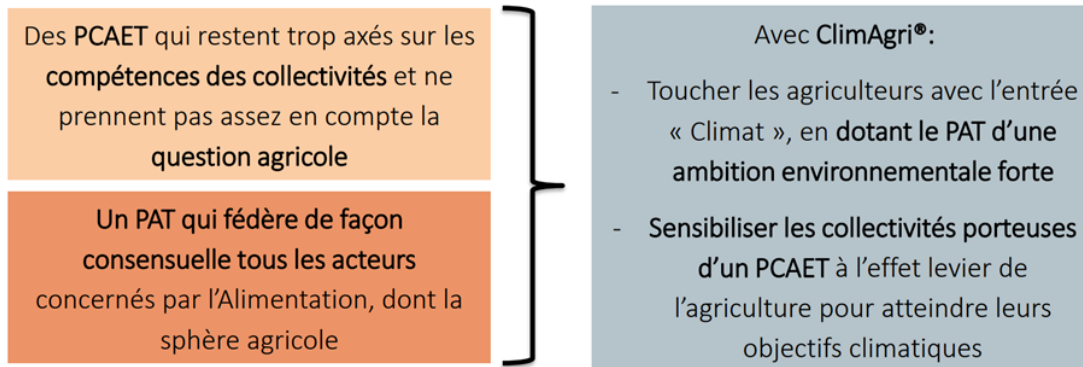 Des PCAET qui restent trop axés sur les
compétences des collectivités et ne
prennent pas assez en compte la
question agricole
Un PAT qui fédère de façon
consensuelle tous les acteurs
concernés par l’Alimentation, dont la
sphère agricole
Avec ClimAgri®:
- Toucher les agriculteurs avec l’entrée
« Climat », en dotant le PAT d’une
ambition environnementale forte
- Sensibiliser les collectivités porteuses
d’un PCAET à l’effet levier de
l’agriculture pour atteindre leurs
objectifs climatiques